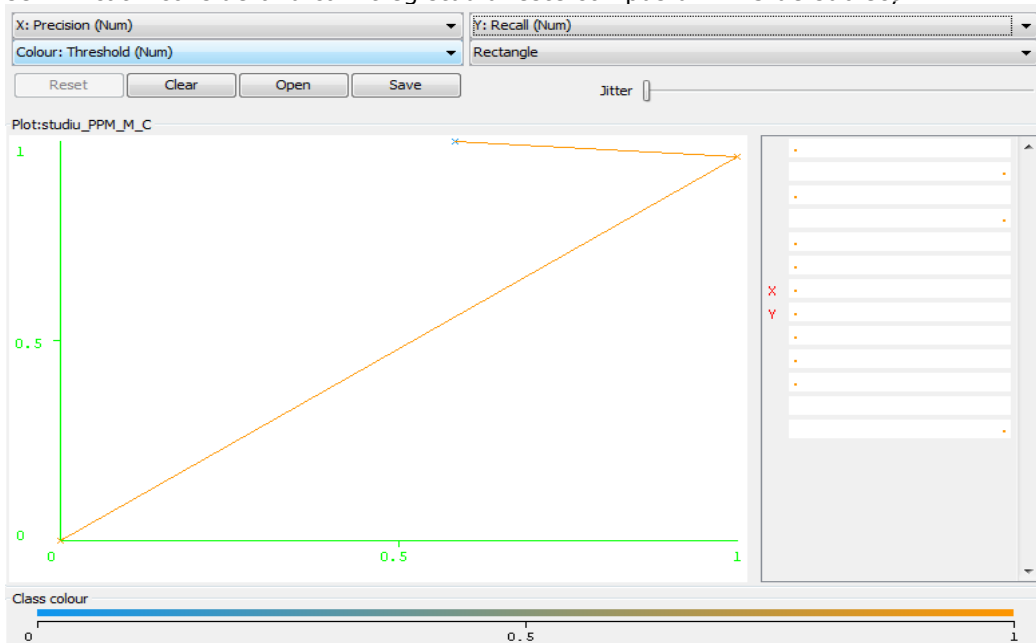 X: Precision (Num)
Y: Recall (Num)
Colour: Threshold (Num)
Rectangle
Reset
Clear
Open
Save
Jitter
Plot:studiu_PPM_M_C
1
0.5
0
0
0.5
1
X
Y
Class colour
0
0.5
1